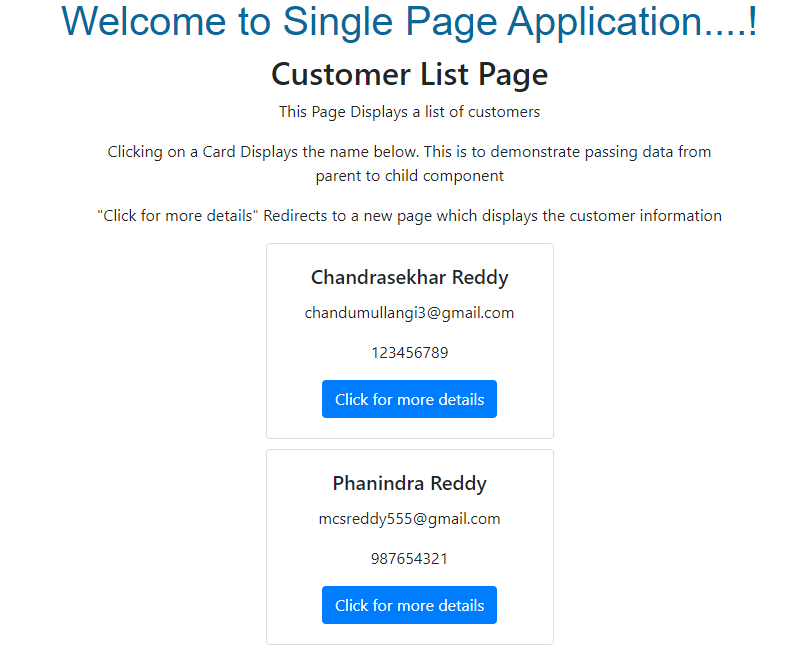 Welcome to Single Page Application....!
Customer List Page
This Page Displays a list of customers
Clicking on a Card Displays the name below. This is to demonstrate passing data from
parent to child component
"Click for more details" Redirects to a new page which displays the customer information
Chandrasekhar Reddy
chandumullangi3@gmail.com
123456789
Click for more details
Phanindra Reddy
mcsreddy555@gmail.com
987654321
Click for more details